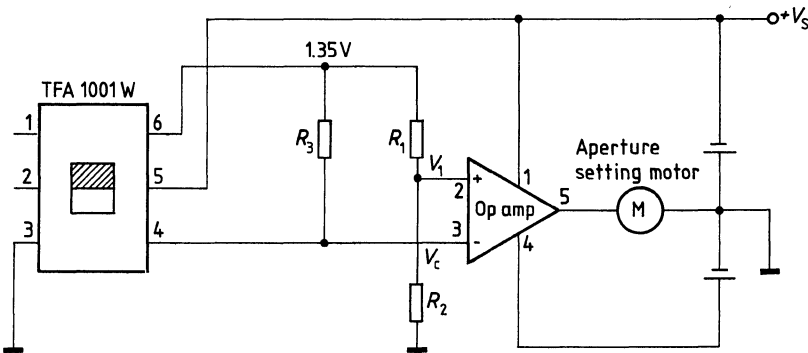 +Vs
1.35V
TFA 1001 W
1
6
R3
R1
Aperture
setting motor
V1
1
2
5
2
+
Op amp
5
M
3
4
3
-
Vc
4
R2